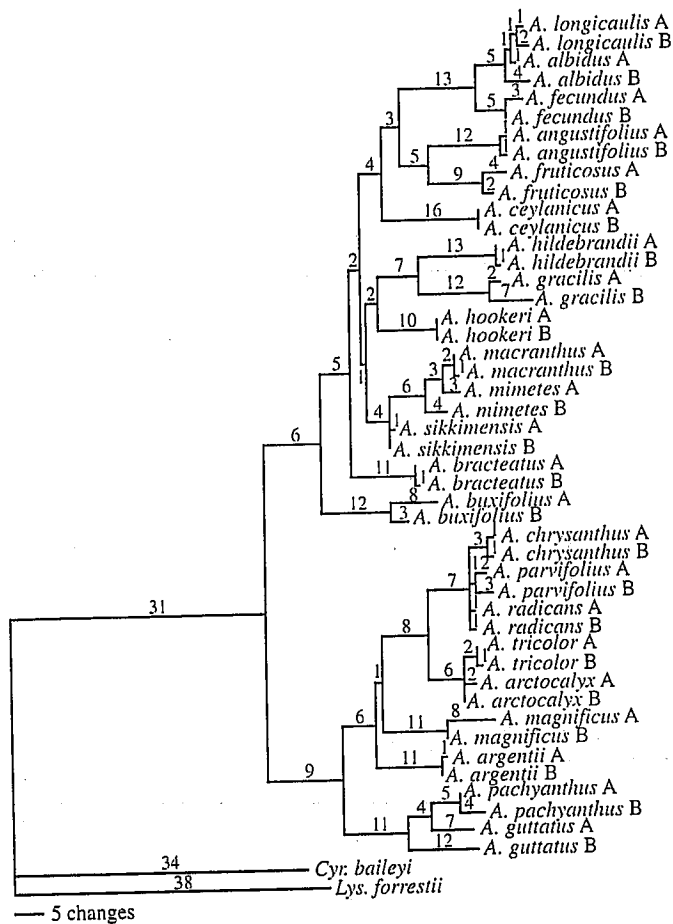 1
1
A. longicaulis A
1
2
A. longicaulis B
5
1
A. albidus A
13
4
A. albidus B
3
A. fecundus A
5
A. fecundus B
3
12
A. angustifolius A
1
A. angustifolius B
5
4
4
A. fruticosus A
9
2
A. fruticosus B
16
A. ceylanicus A
A. ceylanicus B
13
A. hildebrandii A
1
A. hildebrandii B
7
2
2
A. gracilis A
12
7
A. gracilis B
2
10
A. hookeri A
A. hookeri B
2
A. macranthus A
5
1
3
1
A. macranthus B
6
3
A. mimetes A
4
4
A. mimetes B
1
A. sikkimensis A
6
A. sikkimensis B
11
A. bracteatus A
1
A. bracteatus B
8
A. buxifolius A
12
3
A. buxifolius B
3
A. chrysanthus A
1
A. chrysanthus B
1
2
A. parvifolius A
7
3
A. parvifolius B
31
A. radicans A
1
A. radicans B
8
2
A. tricolor A
1
A. tricolor B
1
6
2
A. arctocalyx A
A. arctocalyx B
6
8
A. magnificus A
11
A. magnificus B
1
A. argentii A
9
11
A. argentii B
5
A. pachyanthus A
4
4
A. pachyanthus B
11
7
A. guttatus A
12
A. guttatus B
34
Cyr. baileyi
38
Lys. forrestii
5 changes